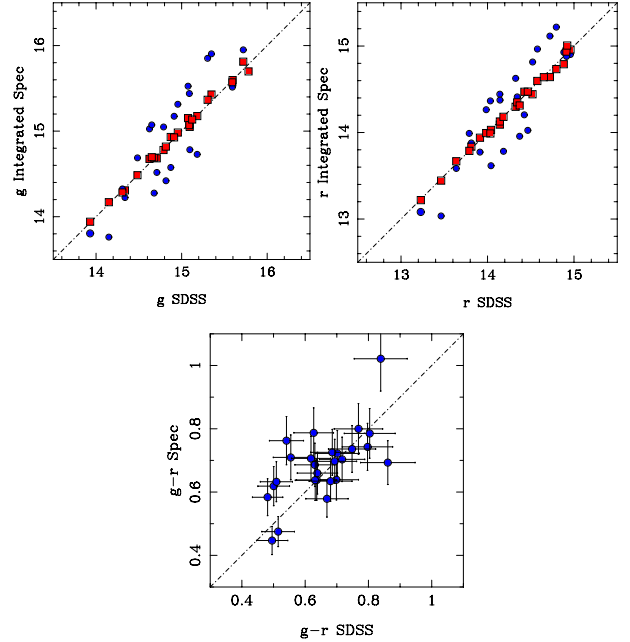 16
15
14
g Integrated Spec
14 15 16
g SDSS
15
14
13
r Integrated Spec
13 14 15
r SDSS
1
0.8
0.6
0.4
g-r Spec
0.4 0.6 0.8 1
g-r SDSS